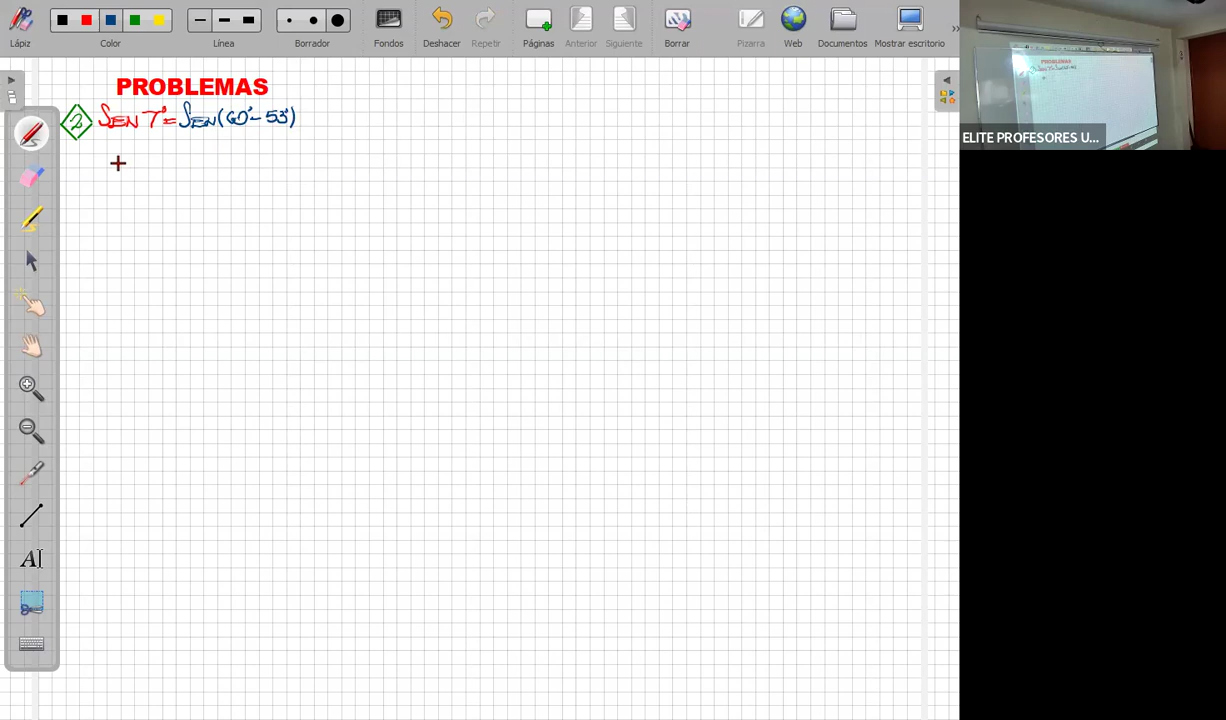 Lápiz Color Línea Borrador Fondos Deshacer Repetir Páginas Anterior Siguiente Borrar Pizarra Web Documentos Mostrar escritorio »
PROBLEMAS
2 SEN 7° = SEN(60° - 53°)
ELITE PROFESORES U...
A
PROBLEMAS